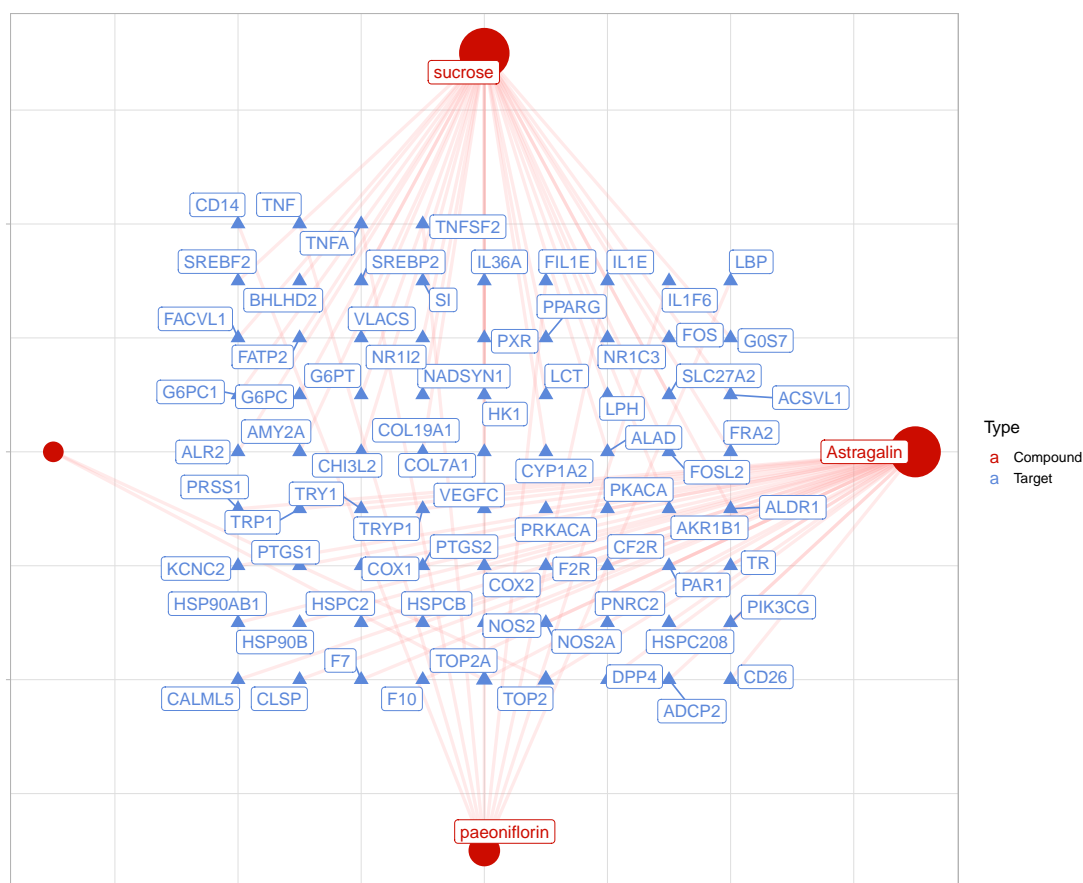 sucrose
CD14
TNF
TNFA
TNFSF2
SREBF2
SREBP2
IL36A
FIL1E
IL1E
LBP
BHLHD2
SI
IL1F6
PPARG
FACVL1
VLACS
FATP2
NR1I2
PXR
NR1C3
FOS
G0S7
G6PT
NADSYN1
LCT
SLC27A2
G6PC1
G6PC
HK1
LPH
ACSVL1
AMY2A
COL19A1
ALAD
FRA2
ALR2
CHI3L2
COL7A1
CYP1A2
FOSL2
Astragalin
PRSS1
TRY1
VEGFC
PKACA
TRP1
TRYP1
PRKACA
AKR1B1
ALDR1
PTGS1
PTGS2
CF2R
KCNC2
COX1
COX2
F2R
PAR1
TR
HSP90AB1
HSPC2
HSPCB
PNRC2
PIK3CG
HSP90B
NOS2
NOS2A
HSPC208
F7
TOP2A
DPP4
CD26
CALML5
CLSP
F10
TOP2
ADCP2
paeoniflorin
Type
a Compound
a Target